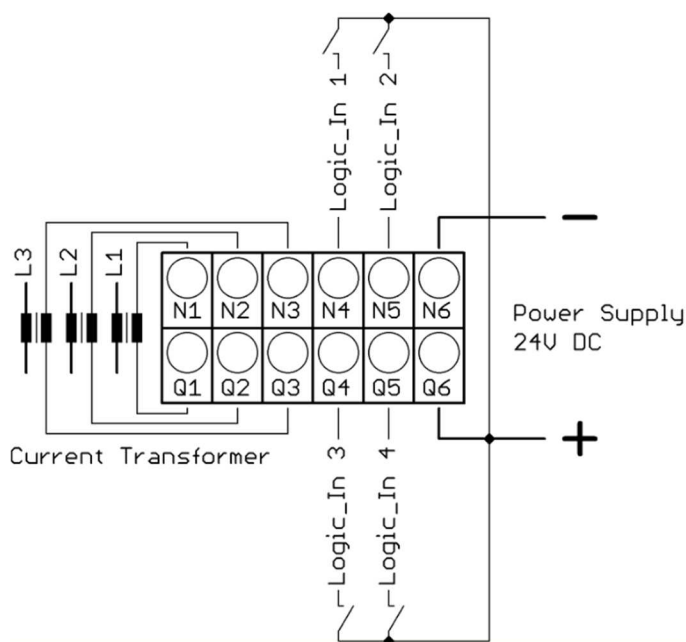 Logic_In 1
Logic_In 2
L3
L2
L1
N1 N2 N3 N4 N5 N6
Q1 Q2 Q3 Q4 Q5 Q6
−
Power Supply
24V DC
+
Current Transformer
Logic_In 3
Logic_In 4